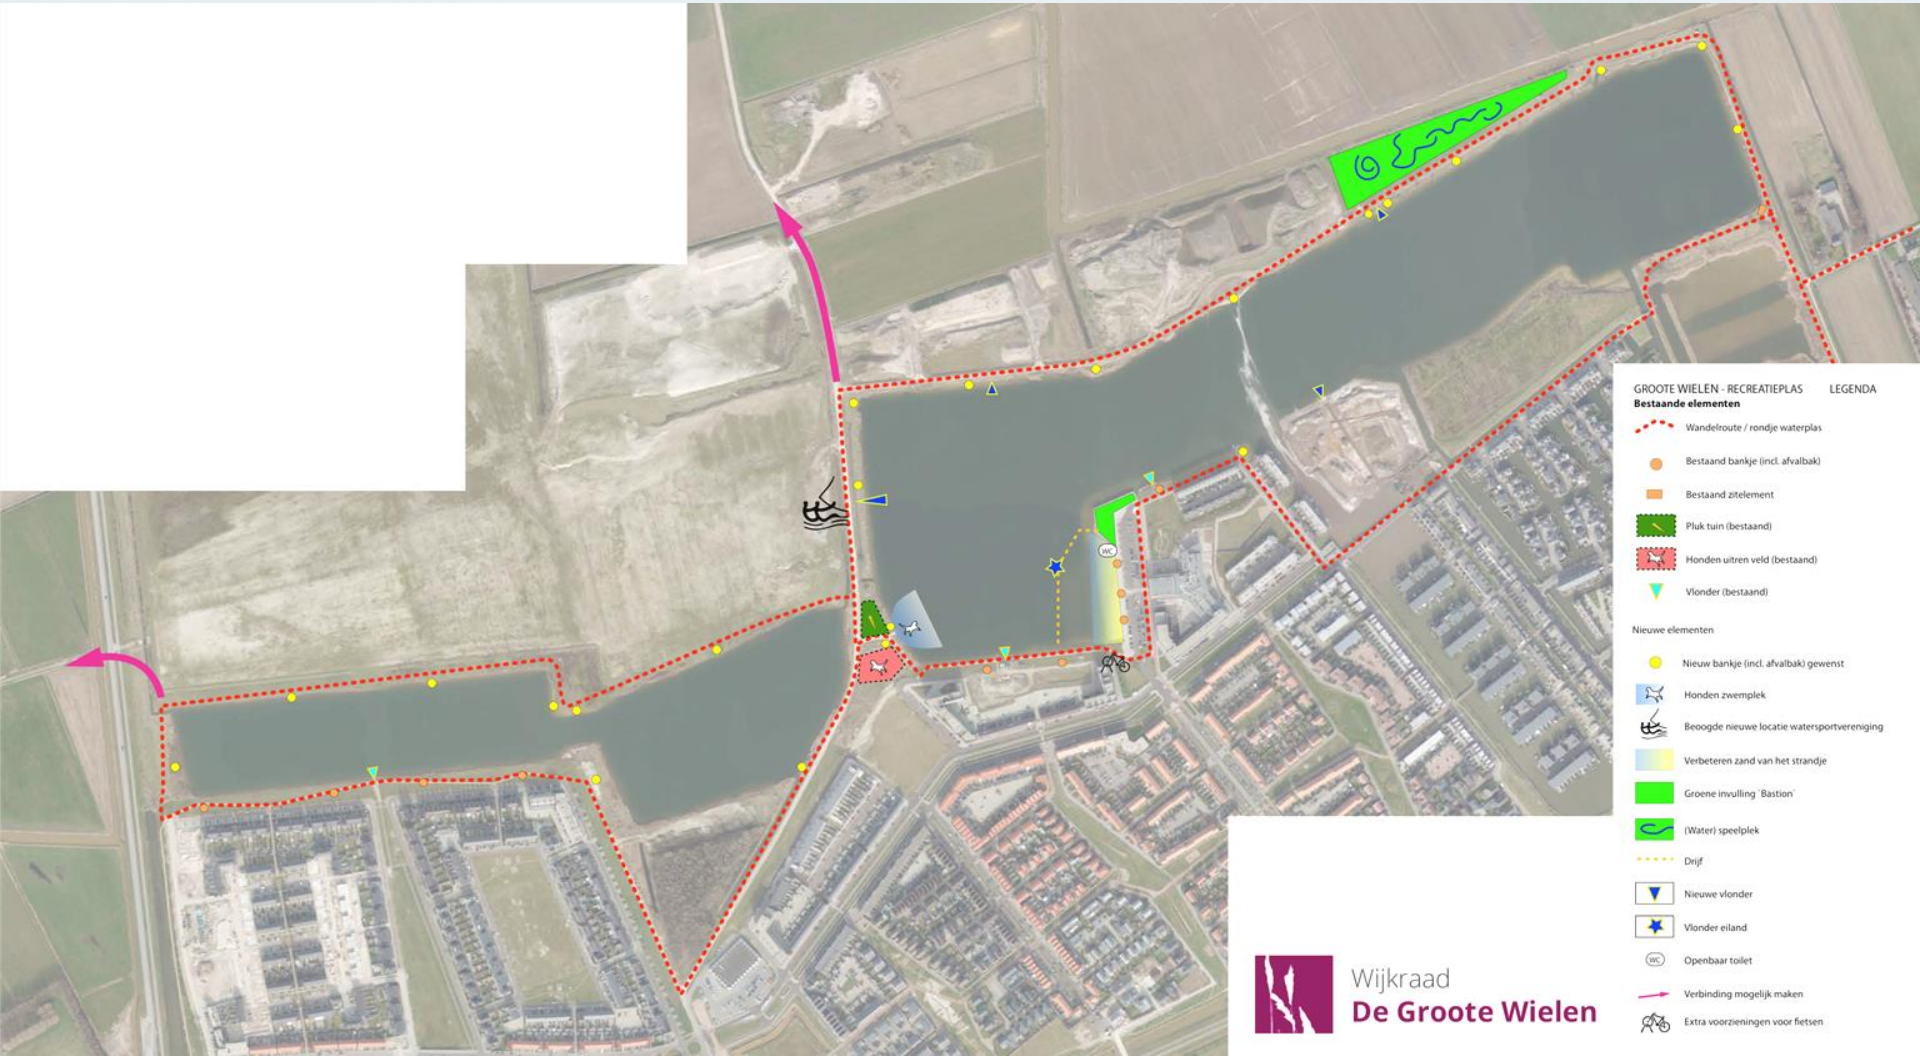 WC
GROOTE WIELEN - RECREATIEPLAS LEGENDA
Bestaande elementen
Wandelroute / rondje waterplas
Bestaand bankje (incl. afvalbak)
Bestaand zitelement
Pluk tuin (bestaand)
Honden uitren veld (bestaand)
Vlonder (bestaand)
Nieuwe elementen
Nieuw bankje (incl. afvalbak) gewenst
Honden zwemplek
Beoogde nieuwe locatie watersportvereniging
Verbeteren zand van het strandje
Groene invulling `Bastion`
(Water) speelplek
Drijf
Nieuwe vlonder
Vlonder eiland
WC Openbaar toilet
Verbinding mogelijk maken
Extra voorzieningen voor fietsen
Wijkraad
De Groote Wielen